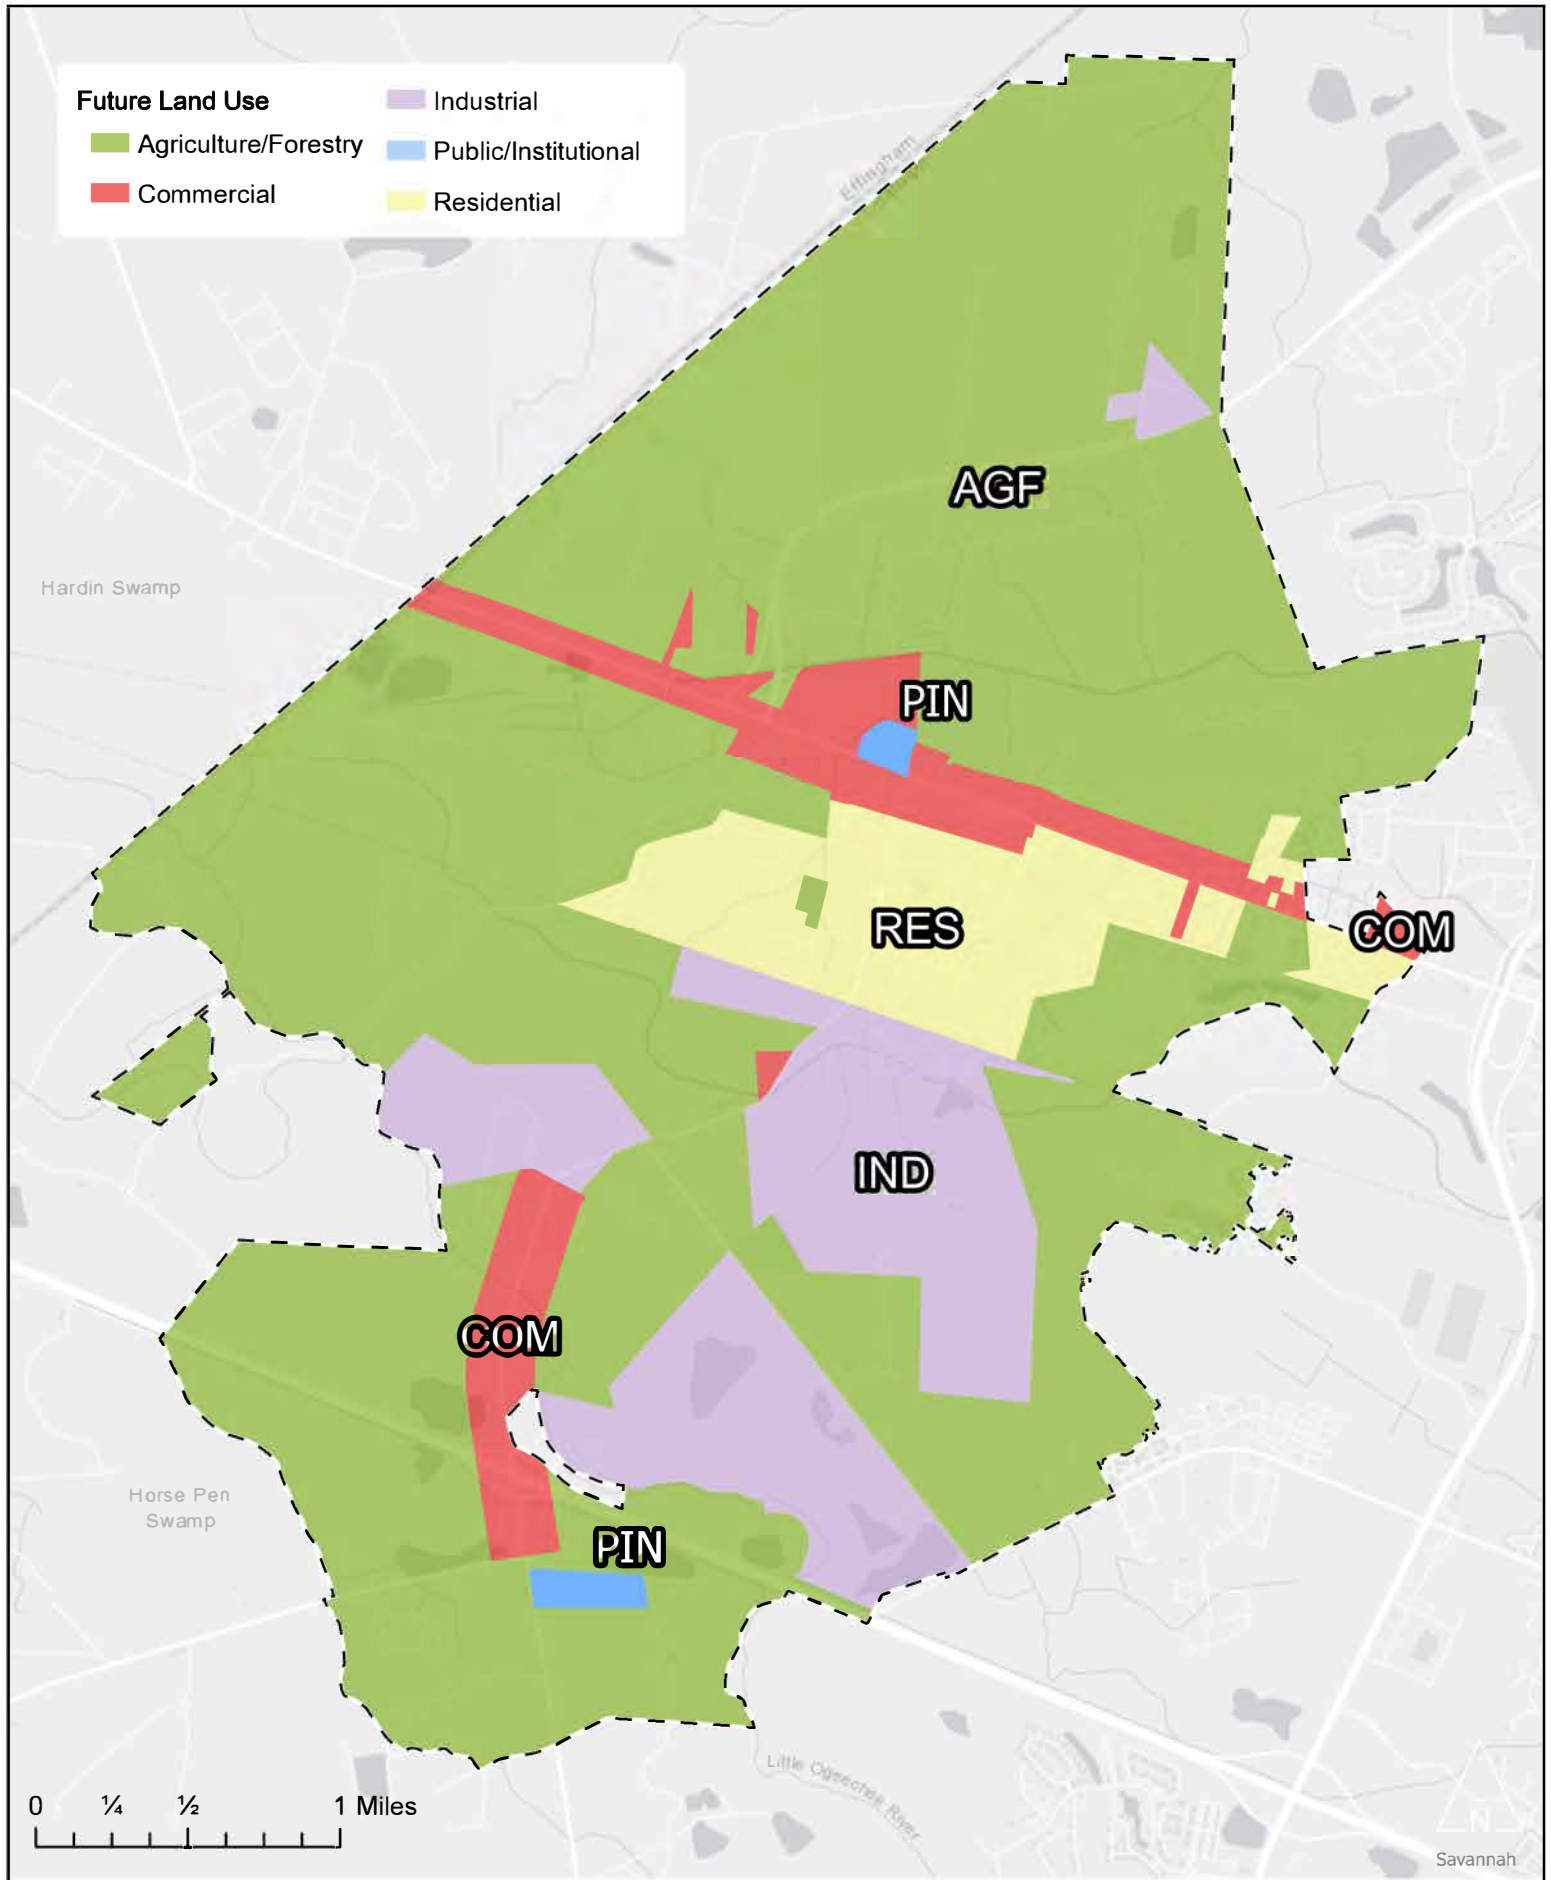 Future Land Use
Agriculture/Forestry
Commercial
Industrial
Public/Institutional
Residential
Effingham
AGF
Hardin Swamp
PIN
RES
COM
IND
COM
Horse Pen
Swamp
PIN
Little Ogeechee River
0 ¼ ½ 1 Miles
N
Savannah